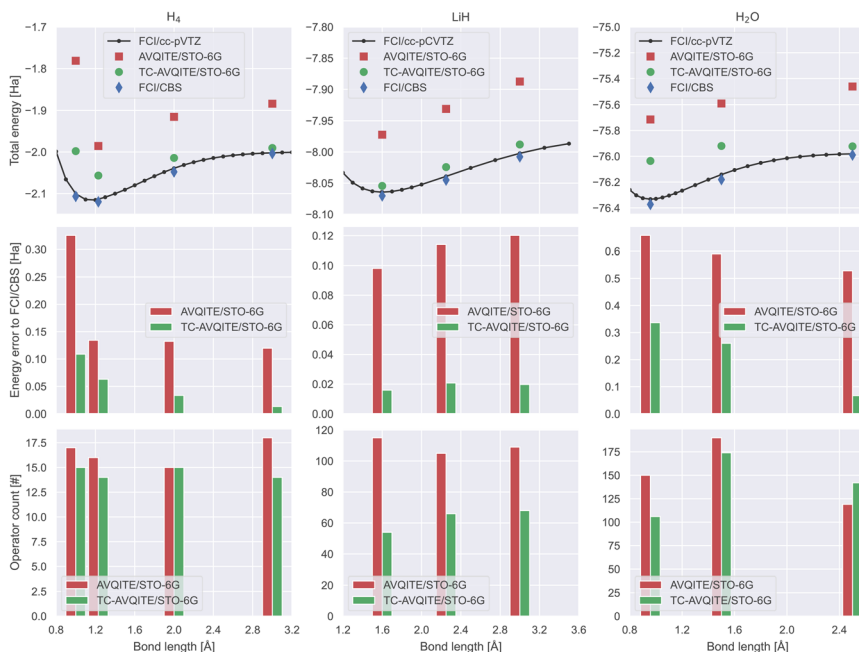 H₄
LiH
H₂O
Total energy [Ha]
−1.7
−1.8
−1.9
−2.0
−2.1
FCI/cc-pVTZ
AVQITE/STO-6G
TC-AVQITE/STO-6G
FCI/CBS
−7.80
−7.85
−7.90
−7.95
−8.00
−8.05
−8.10
FCI/cc-pCVTZ
AVQITE/STO-6G
TC-AVQITE/STO-6G
FCI/CBS
−75.0
−75.2
−75.4
−75.6
−75.8
−76.0
−76.2
−76.4
FCI/cc-pVTZ
AVQITE/STO-6G
TC-AVQITE/STO-6G
FCI/CBS
Energy error to FCI/CBS [Ha]
0.30
0.25
0.20
0.15
0.10
0.05
0.00
AVQITE/STO-6G
TC-AVQITE/STO-6G
0.12
0.10
0.08
0.06
0.04
0.02
0.00
AVQITE/STO-6G
TC-AVQITE/STO-6G
0.6
0.5
0.4
0.3
0.2
0.1
0.0
AVQITE/STO-6G
TC-AVQITE/STO-6G
Operator count [#]
17.5
15.0
12.5
10.0
7.5
5.0
2.5
0.0
AVQITE/STO-6G
TC-AVQITE/STO-6G
0.8 1.2 1.6 2.0 2.4 2.8 3.2
Bond length [Å]
120
100
80
60
40
20
0
AVQITE/STO-6G
TC-AVQITE/STO-6G
1.2 1.6 2.0 2.4 2.8 3.2 3.6
Bond length [Å]
175
150
125
100
75
50
25
0
AVQITE/STO-6G
TC-AVQITE/STO-6G
0.8 1.2 1.6 2.0 2.4
Bond length [Å]